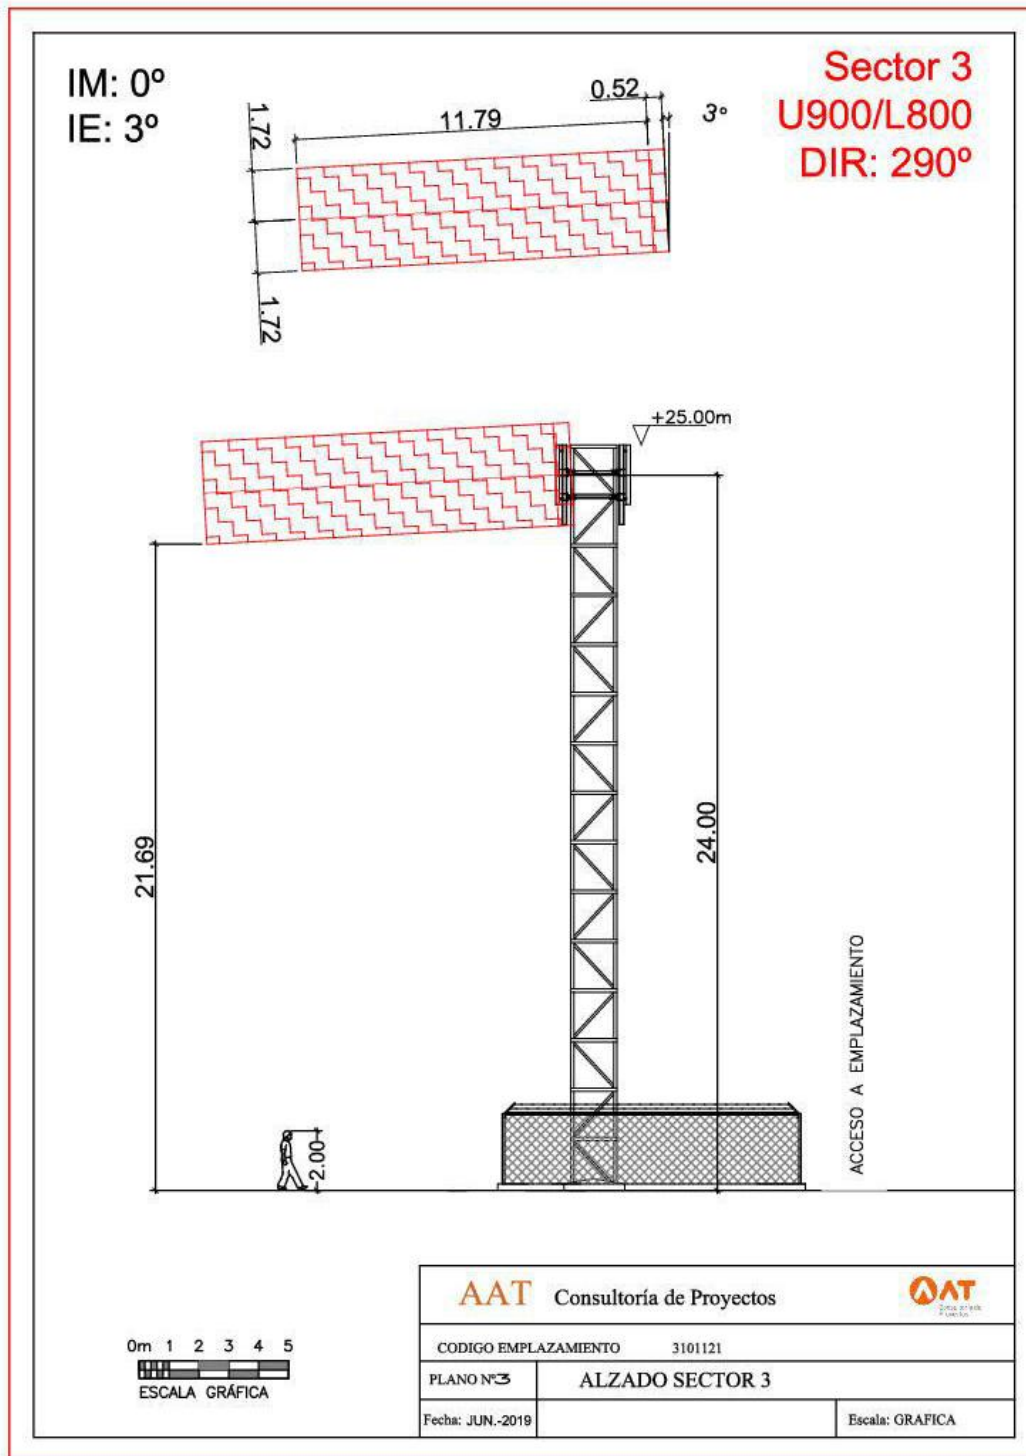 IM: 0º
IE: 3º
Sector 3
U900/L800
DIR: 290º
1.72
11.79
0.52
3°
1.72
+25.00m
21.69
24.00
2.00
ACCESO A EMPLAZAMIENTO
0m 1 2 3 4 5
ESCALA GRÁFICA
AAT Consultoría de Proyectos
AAT
CODIGO EMPLAZAMIENTO 3101121
PLANO Nº3 ALZADO SECTOR 3
Fecha: JUN.-2019 Escala: GRAFICA